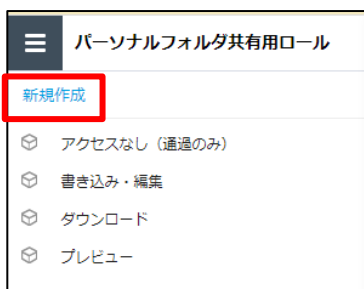 パーソナルフォルダ共有用ロール
新規作成
アクセスなし（通過のみ）
書き込み・編集
ダウンロード
プレビュー